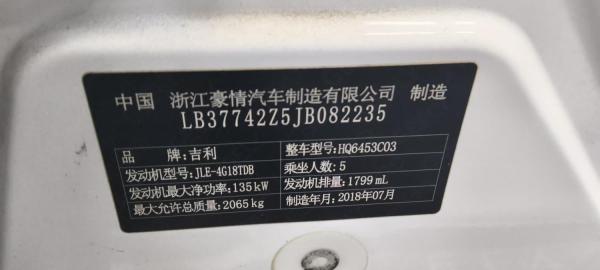 中国 浙江豪情汽车制造有限公司 制造
LB37742Z5JB082235
品 牌:吉利 整车型号:HQ6453C03
发动机型号:JLE-4G18TDB 乘坐人数:5
发动机最大净功率:135kW 发动机排量:1799mL
最大允许总质量:2065kg 制造年月:2018年07月